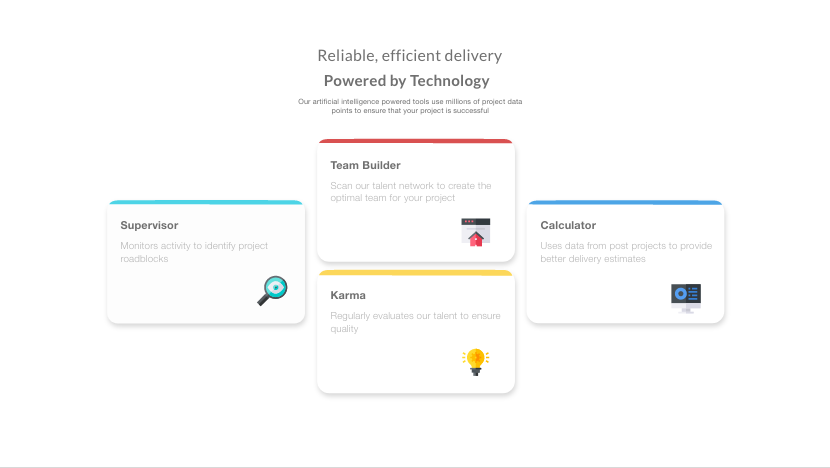 Reliable, efficient delivery
Powered by Technology
Our artificial intelligence powered tools use millions of project data
points to ensure that your project is successful
Supervisor
Monitors activity to identify project
roadblocks
Team Builder
Scan our talent network to create the
optimal team for your project
Karma
Regularly evaluates our talent to ensure
quality
Calculator
Uses data from post projects to provide
better delivery estimates